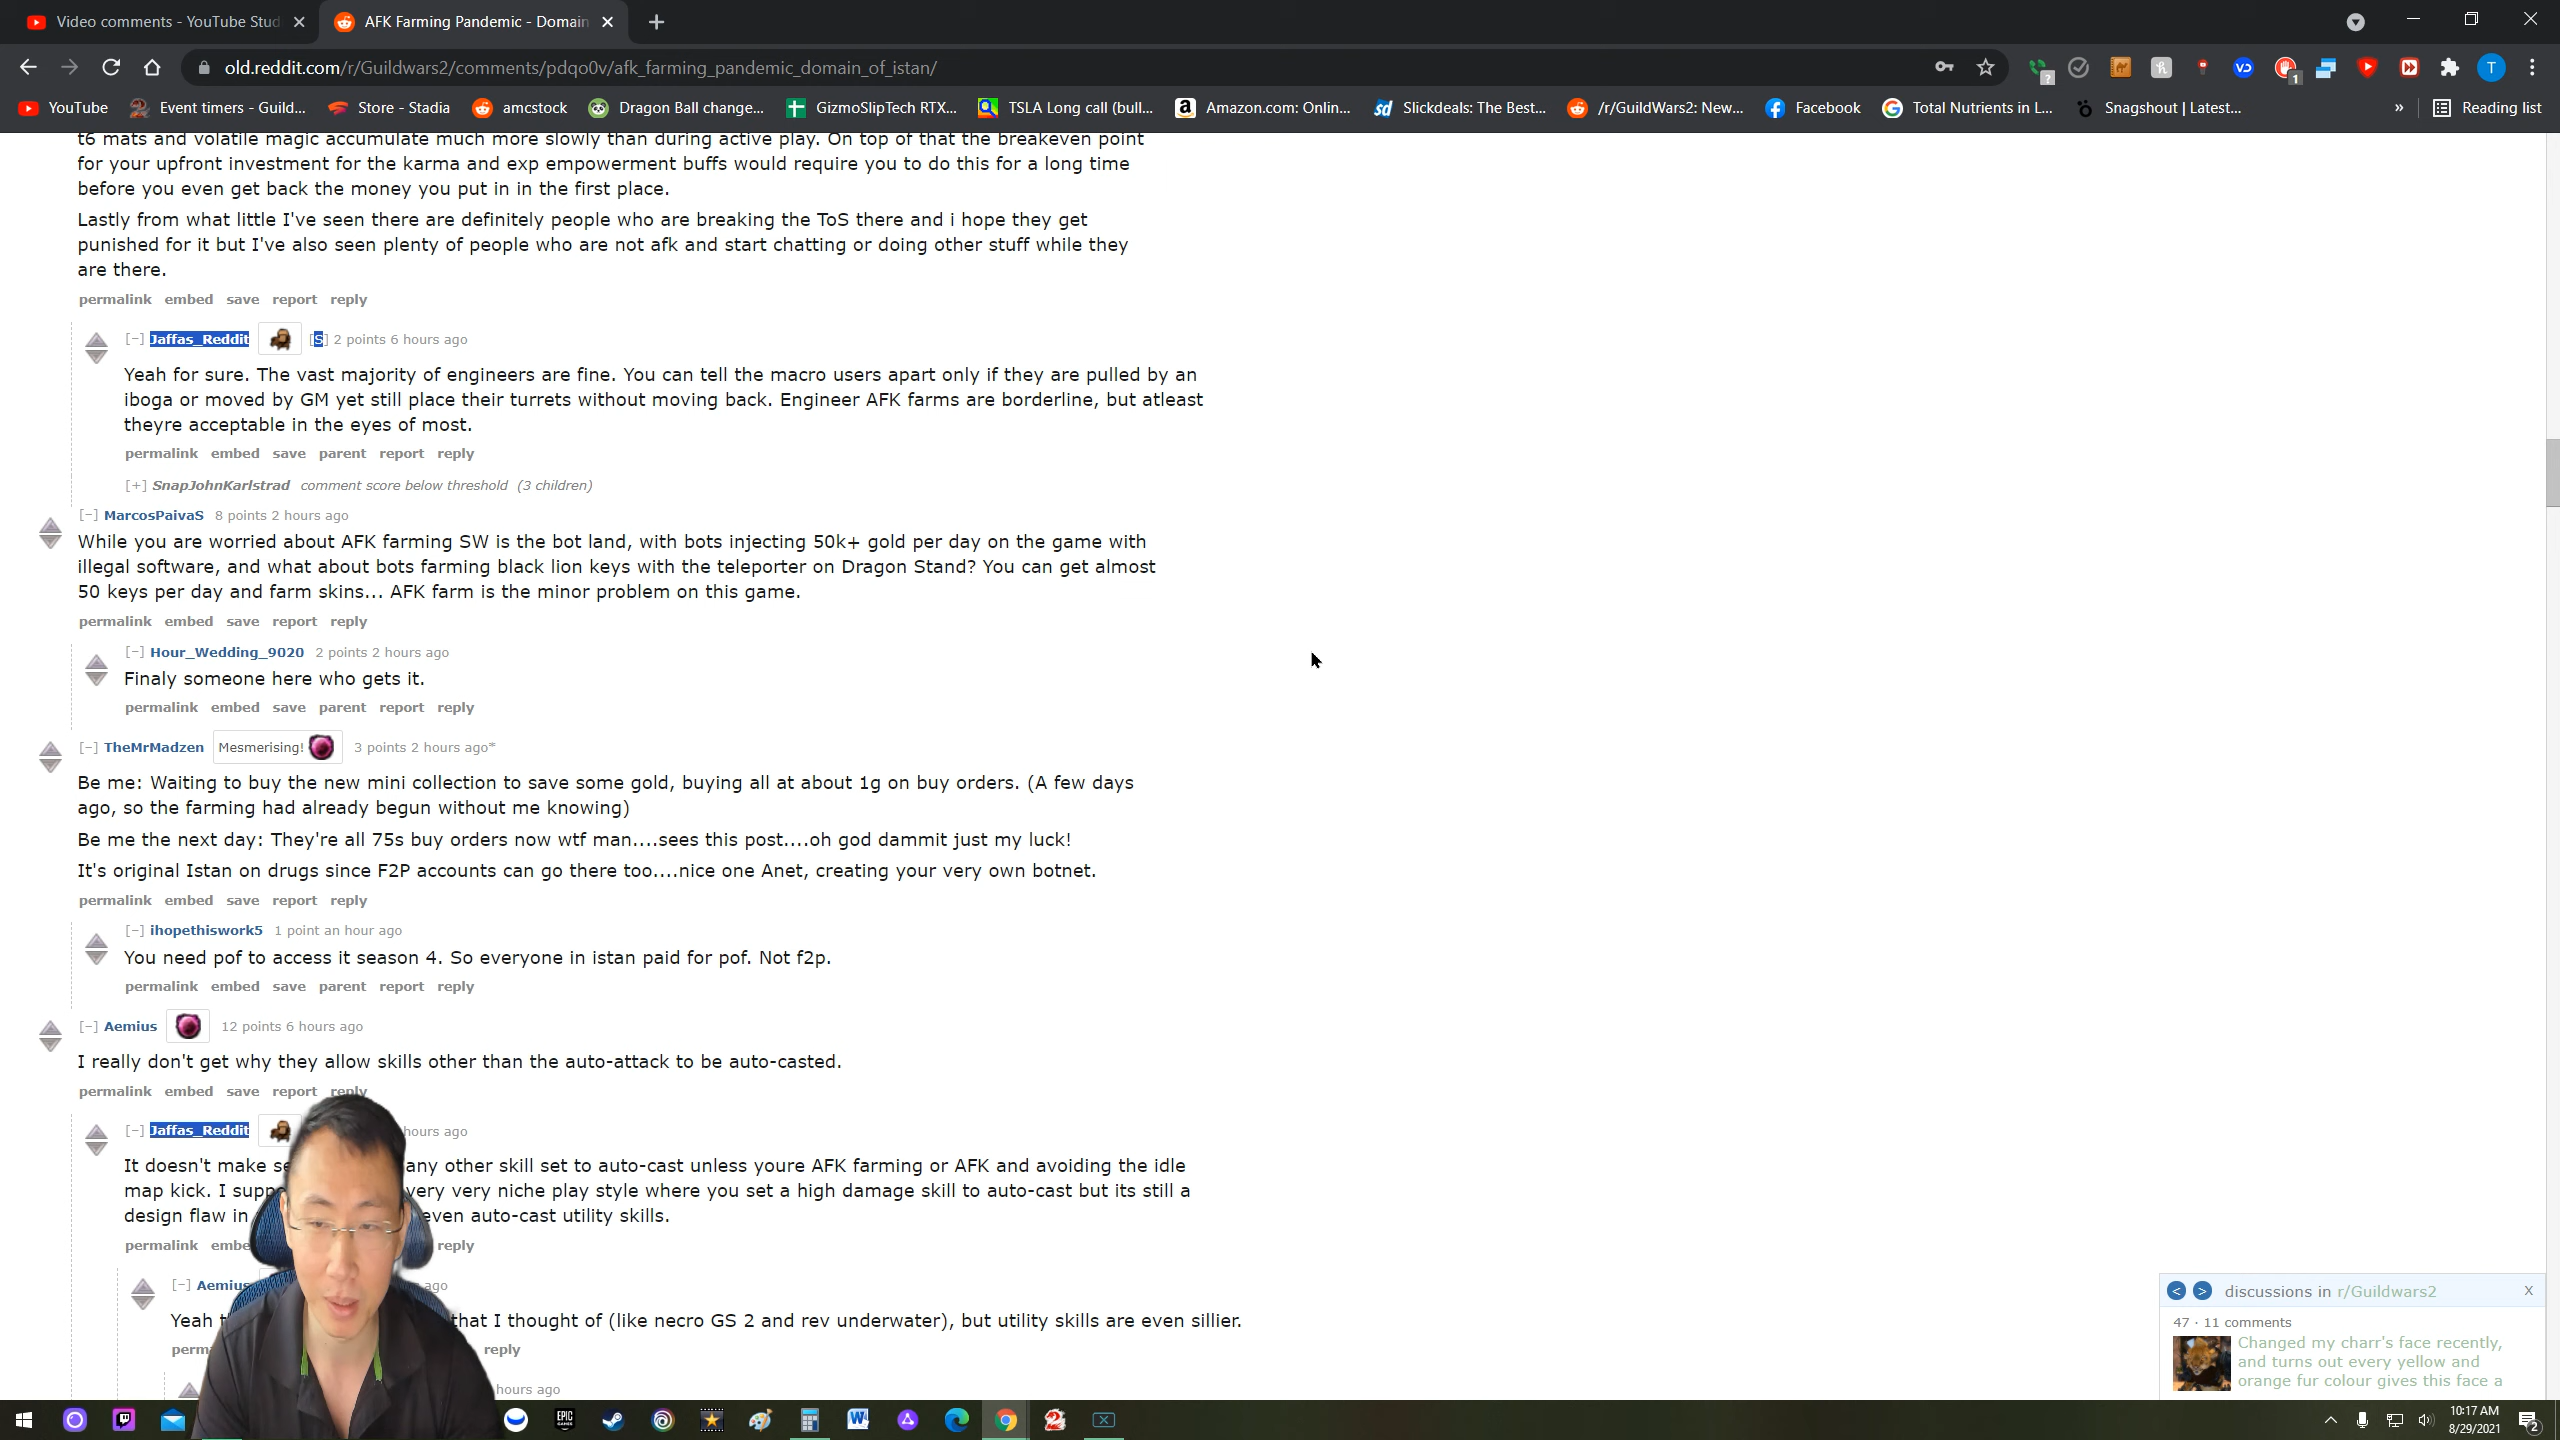 Video comments - YouTube Stud
AFK Farming Pandemic - Domain
old.reddit.com/r/Guildwars2/comments/pdqo0v/afk_farming_pandemic_domain_of_istan/
YouTube Event timers - Guild... Store - Stadia amcstock Dragon Ball change... GizmoSlipTech RTX... TSLA Long call (bull... Amazon.com: Onlin... Slickdeals: The Best... /r/GuildWars2: New... Facebook Total Nutrients in L... Snagshout | Latest... » Reading list
t6 mats and volatile magic accumulate much more slowly than during active play. On top of that the breakeven point
for your upfront investment for the karma and exp empowerment buffs would require you to do this for a long time
before you even get back the money you put in in the first place.
Lastly from what little I've seen there are definitely people who are breaking the ToS there and i hope they get
punished for it but I've also seen plenty of people who are not afk and start chatting or doing other stuff while they
are there.
permalink embed save report reply
[-] Jaffas_Reddit [S] 2 points 6 hours ago
Yeah for sure. The vast majority of engineers are fine. You can tell the macro users apart only if they are pulled by an
iboga or moved by GM yet still place their turrets without moving back. Engineer AFK farms are borderline, but atleast
theyre acceptable in the eyes of most.
permalink embed save parent report reply
[+] SnapJohnKarlstrad comment score below threshold (3 children)
[-] MarcosPaivaS 8 points 2 hours ago
While you are worried about AFK farming SW is the bot land, with bots injecting 50k+ gold per day on the game with
illegal software, and what about bots farming black lion keys with the teleporter on Dragon Stand? You can get almost
50 keys per day and farm skins... AFK farm is the minor problem on this game.
permalink embed save report reply
[-] Hour_Wedding_9020 2 points 2 hours ago
Finaly someone here who gets it.
permalink embed save parent report reply
[-] TheMrMadzen Mesmerising! 3 points 2 hours ago*
Be me: Waiting to buy the new mini collection to save some gold, buying all at about 1g on buy orders. (A few days
ago, so the farming had already begun without me knowing)
Be me the next day: They're all 75s buy orders now wtf man....sees this post....oh god dammit just my luck!
It's original Istan on drugs since F2P accounts can go there too....nice one Anet, creating your very own botnet.
permalink embed save report reply
[-] ihopethiswork5 1 point an hour ago
You need pof to access it season 4. So everyone in istan paid for pof. Not f2p.
permalink embed save parent report reply
[-] Aemius 12 points 6 hours ago
I really don't get why they allow skills other than the auto-attack to be auto-casted.
permalink embed save report reply
[-] Jaffas_Reddit hours ago
It doesn't make any other skill set to auto-cast unless youre AFK farming or AFK and avoiding the idle
map kick. I very very niche play style where you set a high damage skill to auto-cast but its still a
design flaw in even auto-cast utility skills.
permalink reply
[-] Aemius ago
Yeah that I thought of (like necro GS 2 and rev underwater), but utility skills are even sillier.
reply
hours ago
< > discussions in r/Guildwars2 X
47 · 11 comments
Changed my charr's face recently,
and turns out every yellow and
orange fur colour gives this face a
10:17 AM
8/29/2021